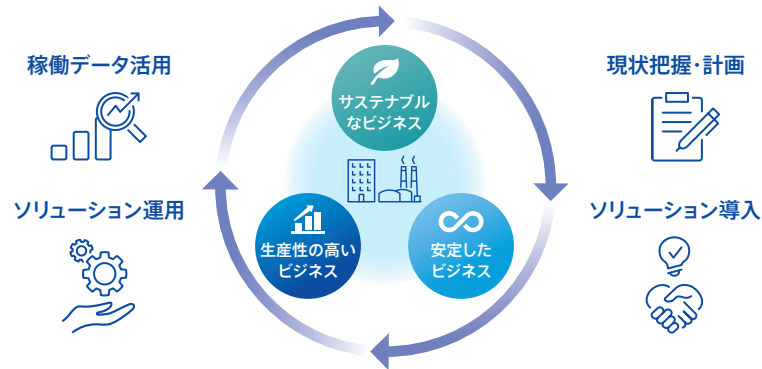 稼働データ活用
現状把握・計画
サステナブル
なビジネス
ソリューション運用
ソリューション導入
生産性の高い
ビジネス
安定した
ビジネス